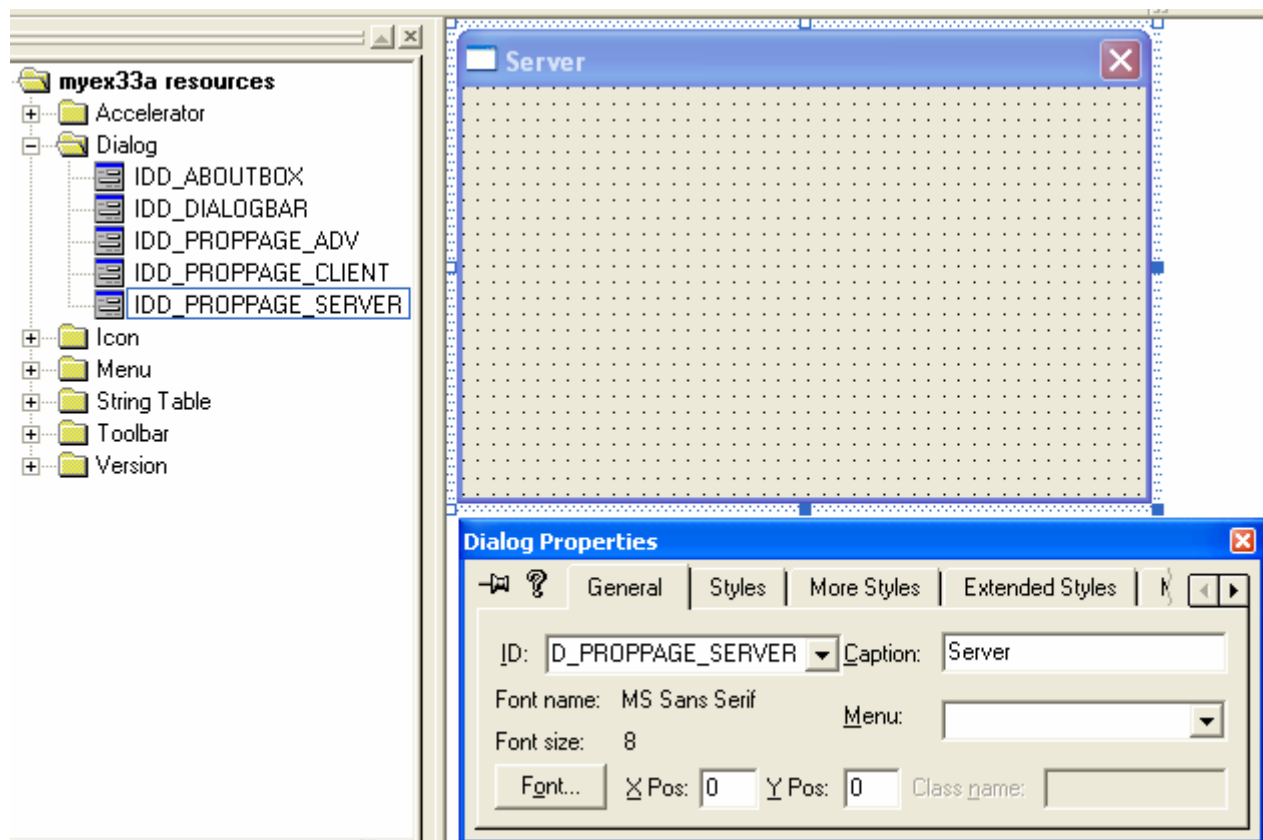 myex33a resources
Accelerator
Dialog
IDD_ABOUTBOX
IDD_DIALOGBAR
IDD_PROPPAGE_ADV
IDD_PROPPAGE_CLIENT
IDD_PROPPAGE_SERVER
Icon
Menu
String Table
Toolbar
Version
Server
Dialog Properties
General Styles More Styles Extended Styles
ID: D_PROPPAGE_SERVER Caption: Server
Font name: MS Sans Serif
Menu:
Font size: 8
Font... X Pos: 0 Y Pos: 0 Class name: